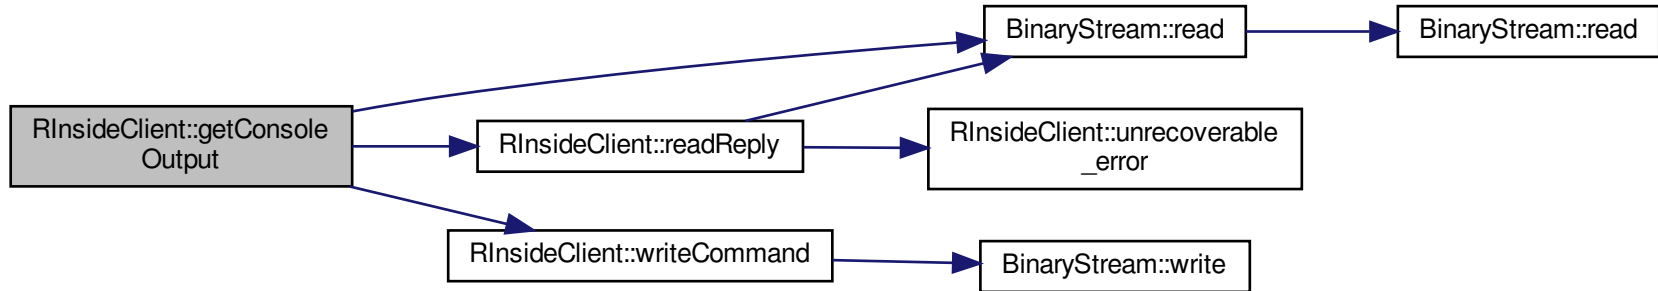 BinaryStream::read
BinaryStream::read
RInsideClient::getConsole
Output
RInsideClient::readReply
RInsideClient::unrecoverable
_error
RInsideClient::writeCommand
BinaryStream::write